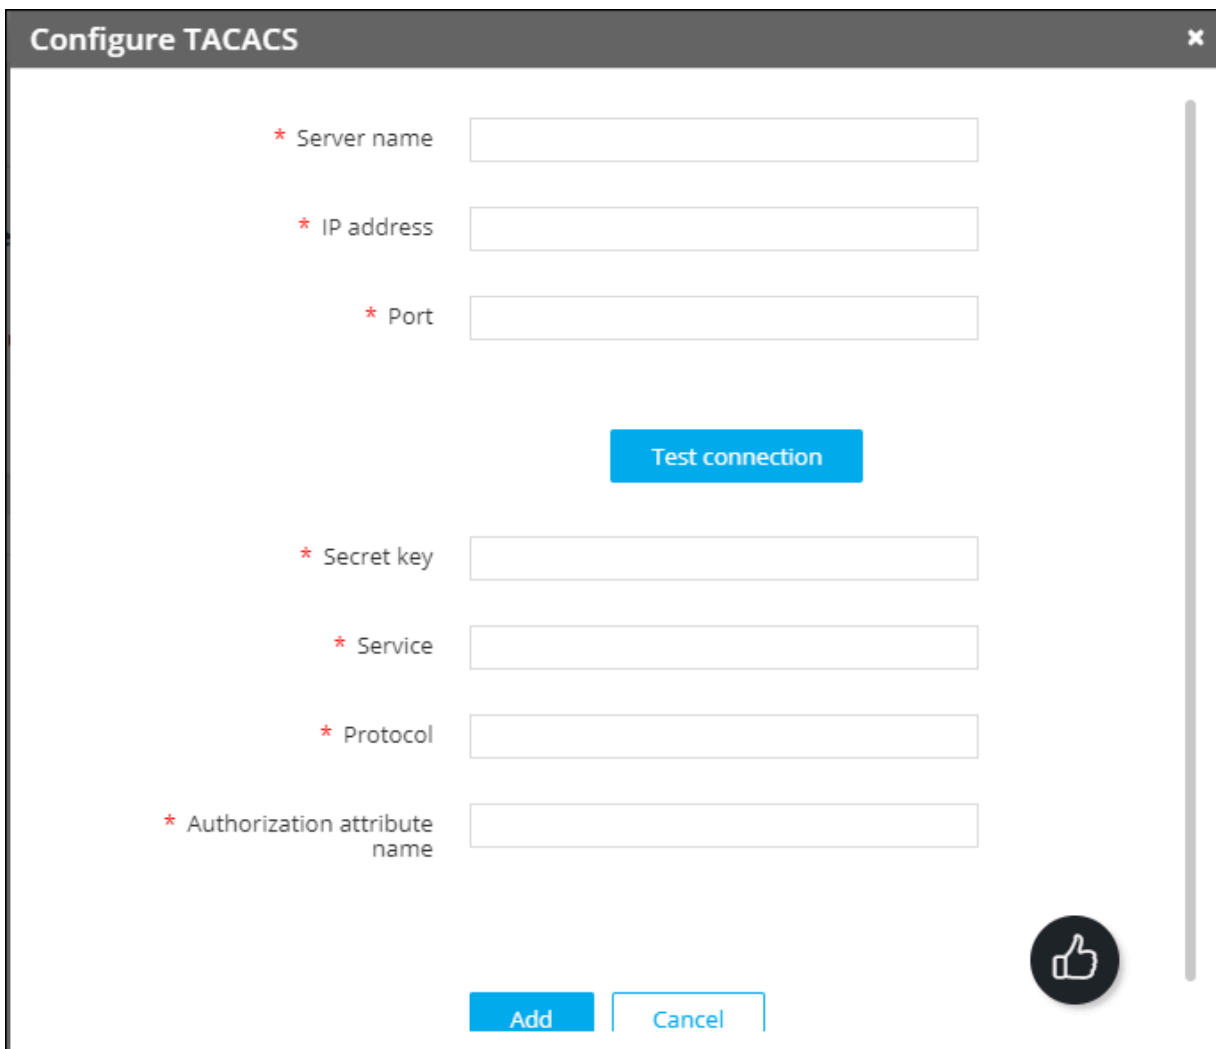 Configure TACACS
* Server name
* IP address
* Port
Test connection
* Secret key
* Service
* Protocol
* Authorization attribute
name
Add Cancel